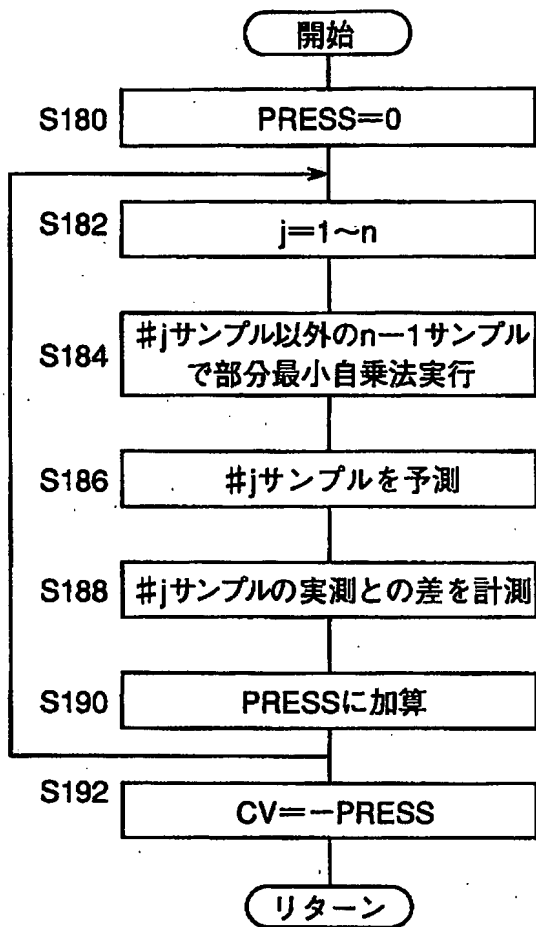 開始
S180
PRESS=0
S182
j=1〜n
S184
#jサンプル以外のn−1サンプル
で部分最小自乗法実行
S186
#jサンプルを予測
S188
#jサンプルの実測との差を計測
S190
PRESSに加算
S192
CV=−PRESS
リターン